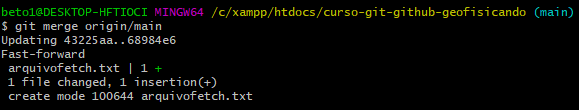 beto1@DESKTOP-HFTIOCI MINGW64 /c/xampp/htdocs/curso-git-github-geofisicando (main)
$ git merge origin/main
Updating 43225aa..68984e6
Fast-forward
 arquivofetch.txt | 1 +
 1 file changed, 1 insertion(+)
 create mode 100644 arquivofetch.txt